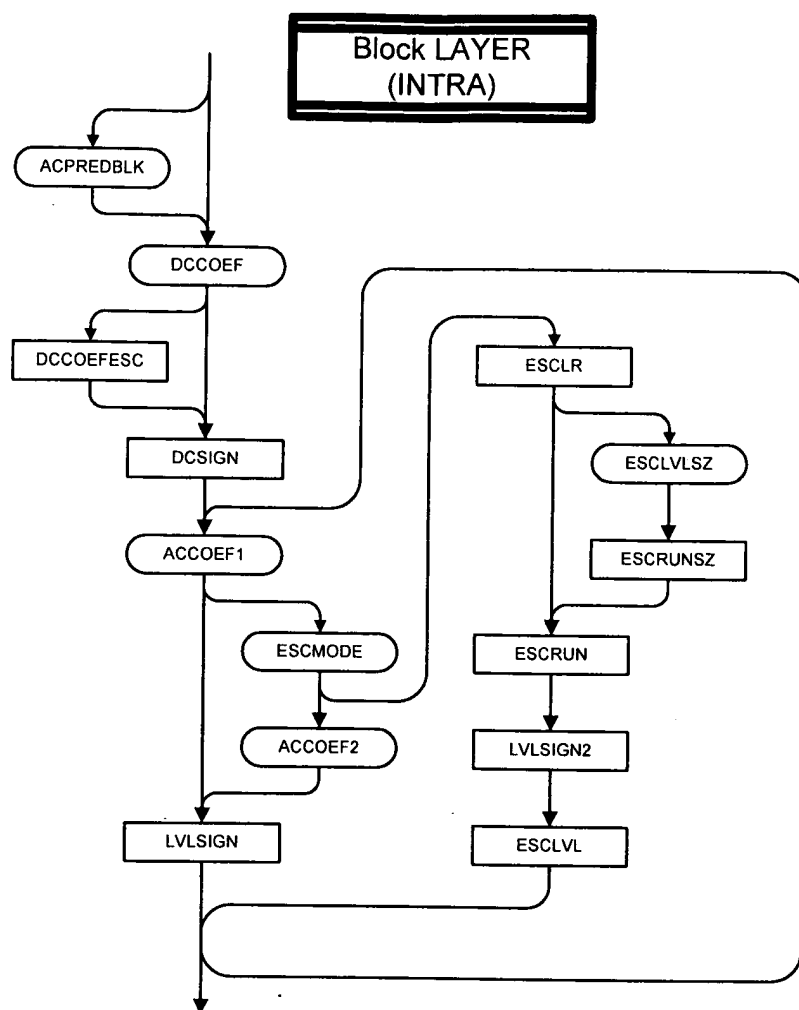 Block LAYER
(INTRA)
ACPREDBLK
DCCOEF
DCCOEFESC
DCSIGN
ACCOEF1
ESCMODE
ACCOEF2
LVLSIGN
ESCLR
ESCLVLSZ
ESCRUNSZ
ESCRUN
LVLSIGN2
ESCLVL